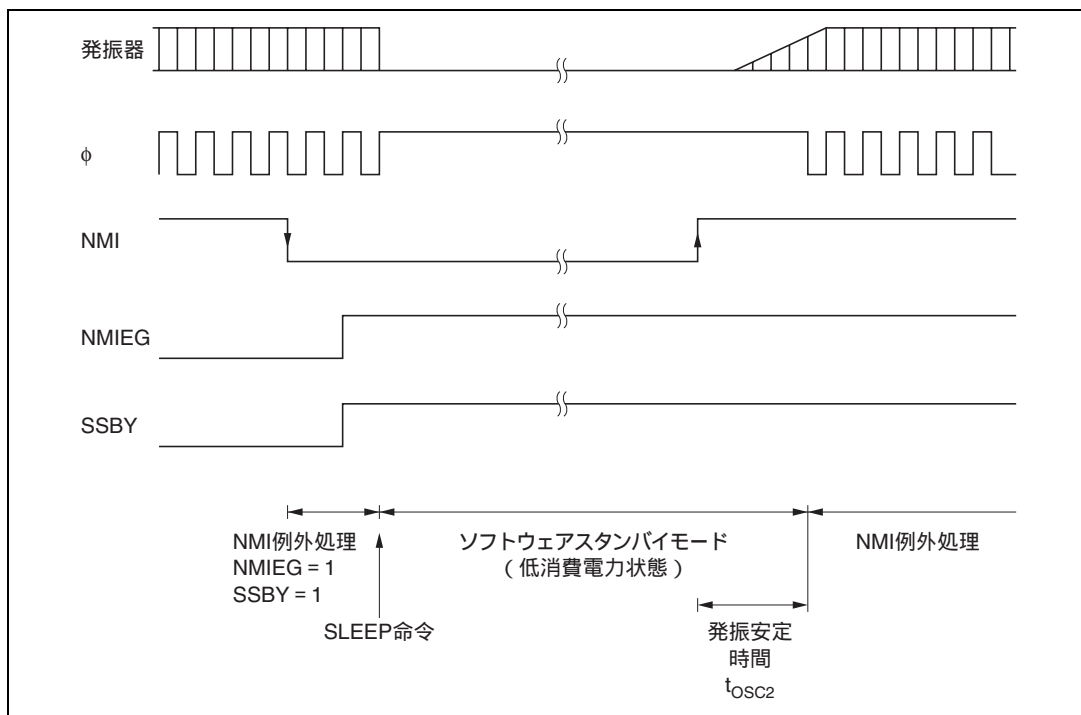 発振器
φ
NMI
NMIEG
SSBY
NMI例外処理
NMIEG = 1
SSBY = 1
SLEEP命令
ソフトウェアスタンバイモード
（低消費電力状態）
発振安定
時間
tOSC2
NMI例外処理